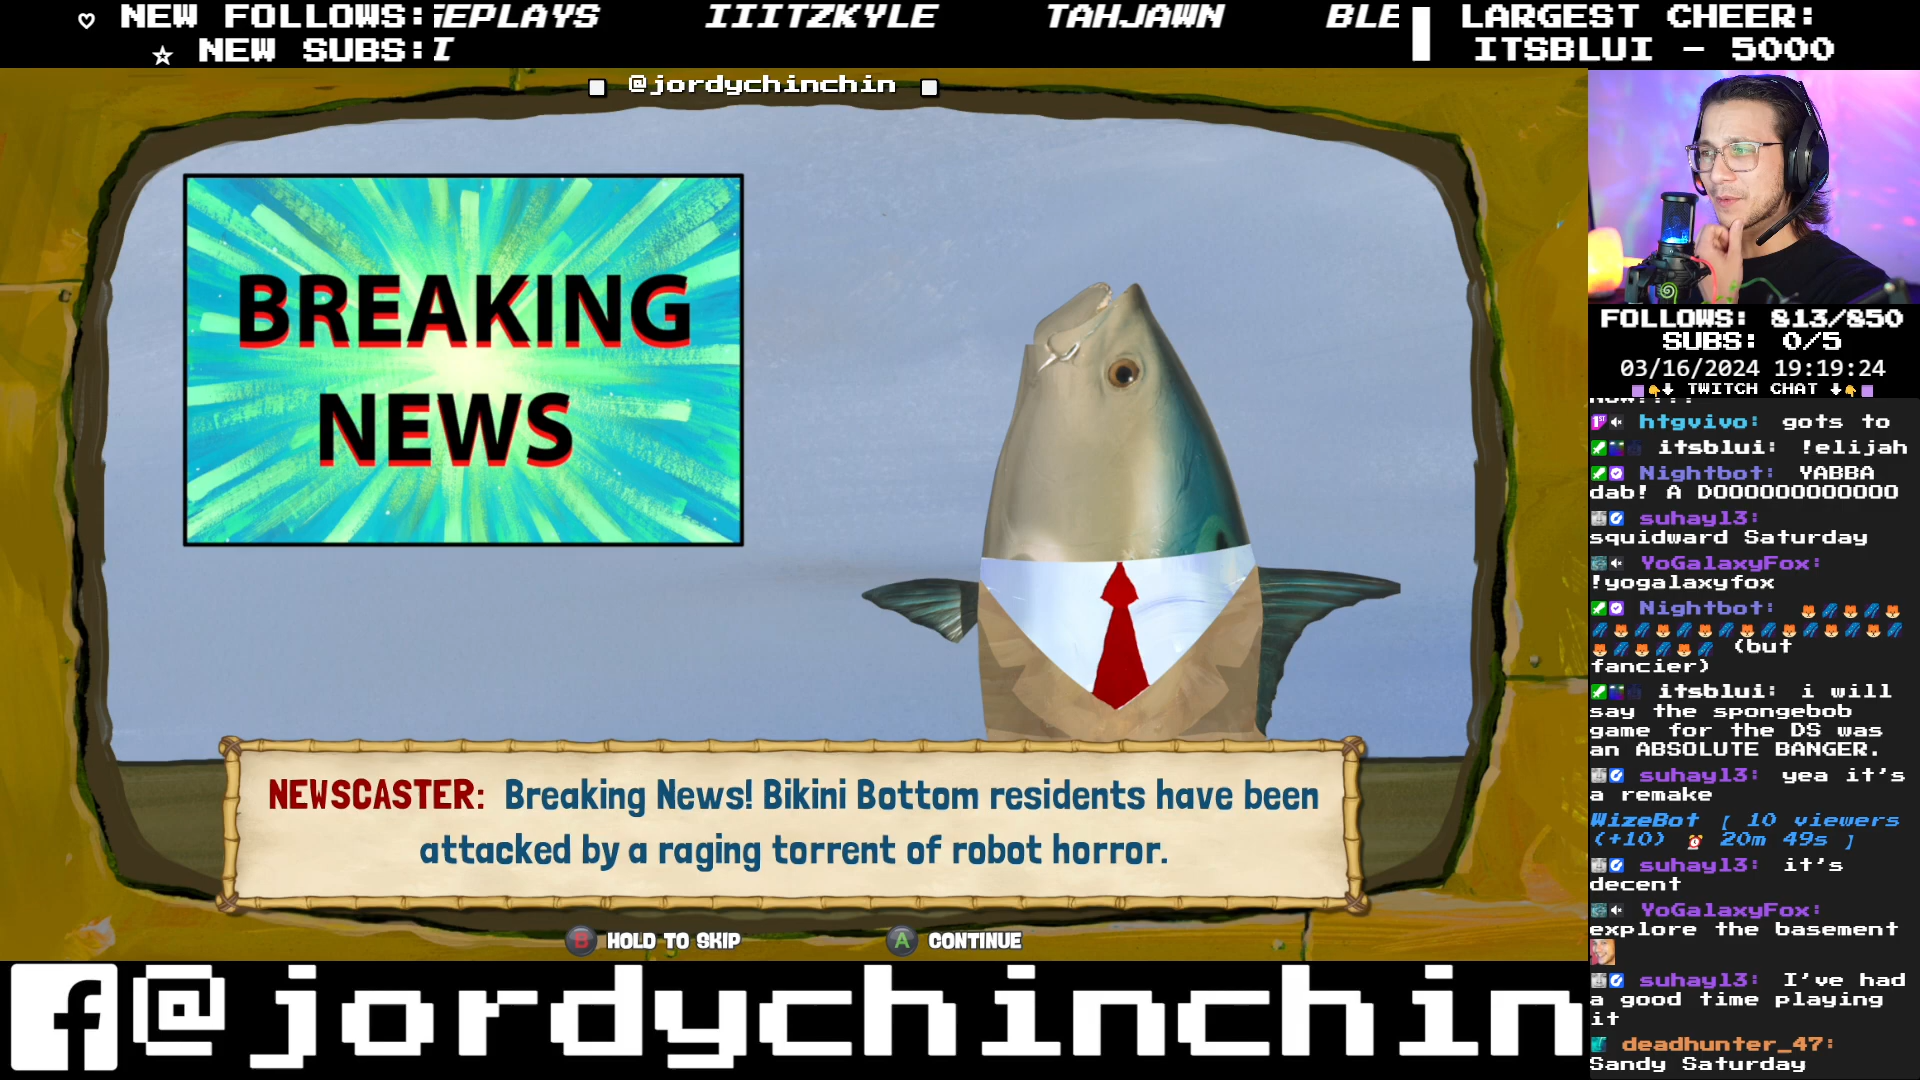 ♡ NEW FOLLOWS: EPLAYS IIITZKYLE TAHJAWN BLE
☆ NEW SUBS: I
LARGEST CHEER:
ITSBLUI - 5000
@jordychinchin
BREAKING
NEWS
NEWSCASTER: Breaking News! Bikini Bottom residents have been
attacked by a raging torrent of robot horror.
B HOLD TO SKIP
A CONTINUE
f @jordychinchin
FOLLOWS: 813/850
SUBS: 0/5
03/16/2024 19:19:24
TWITCH CHAT
htgvivo: gots to
itsblui: !elijah
Nightbot: YABBA
dab! A DOOOOOOOOOOOO
suhayl3:
squidward Saturday
YoGalaxyFox:
!yogalaxyfox
Nightbot:
(but
fancier)
itsblui: i will
say the spongebob
game for the DS was
an ABSOLUTE BANGER.
suhayl3: yea it's
a remake
WizeBot [ 10 viewers
(+10) ⏰ 20m 49s ]
suhayl3: it's
decent
YoGalaxyFox:
explore the basement
suhayl3: I've had
a good time playing
it
deadhunter_47:
Sandy Saturday